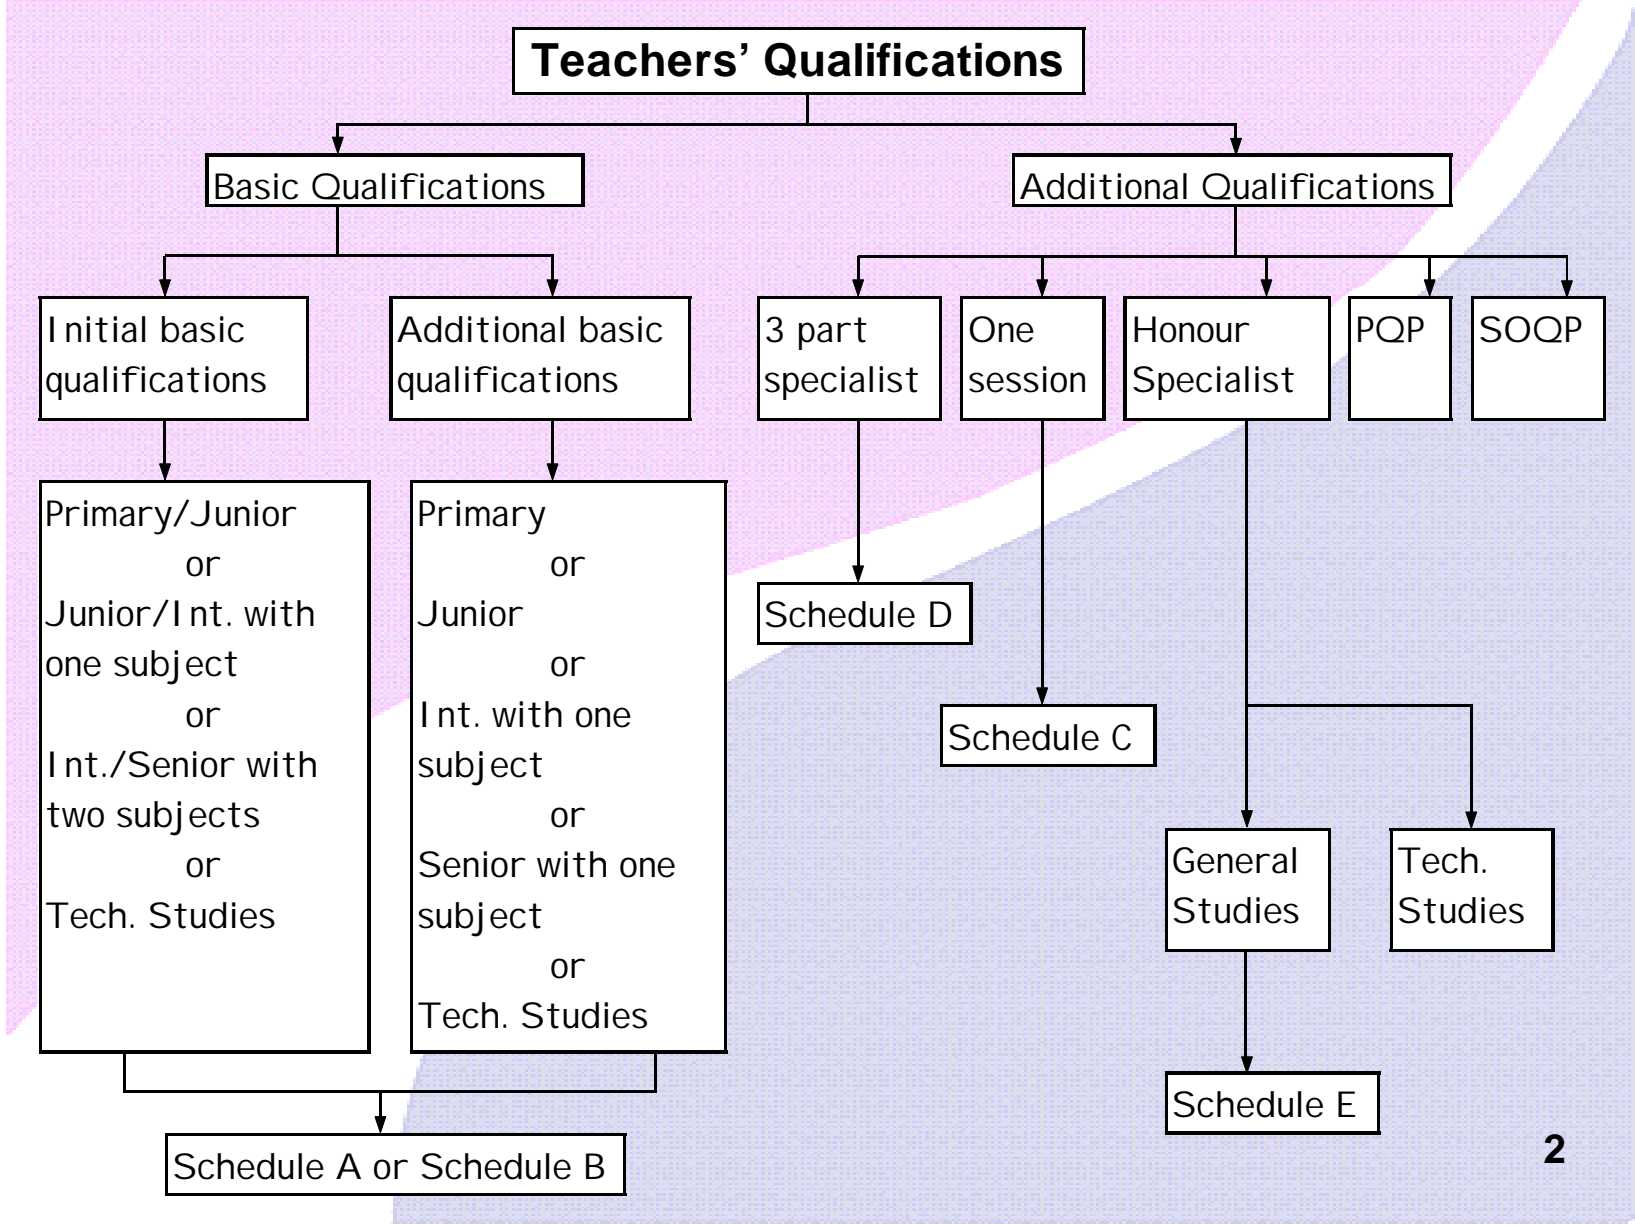 Teachers’ Qualifications
Basic Qualifications
Additional Qualifications
Initial basic
qualifications
Additional basic
qualifications
3 part
specialist
One
session
Honour
Specialist
PQP
SOQP
Primary/Junior
or
Junior/Int. with
one subject
or
Int./Senior with
two subjects
or
Tech. Studies
Primary
or
Junior
or
Int. with one
subject
or
Senior with one
subject
or
Tech. Studies
Schedule D
Schedule C
General
Studies
Tech.
Studies
Schedule E
Schedule A or Schedule B
2